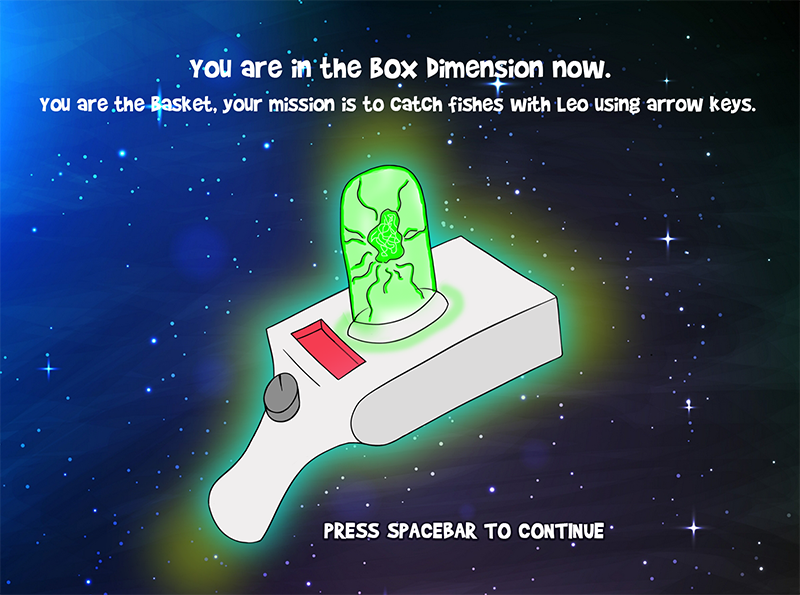 You are in the Box Dimension now.
You are the Basket, your mission is to catch fishes with Leo using arrow keys.
PRESS SPACEBAR TO CONTINUE